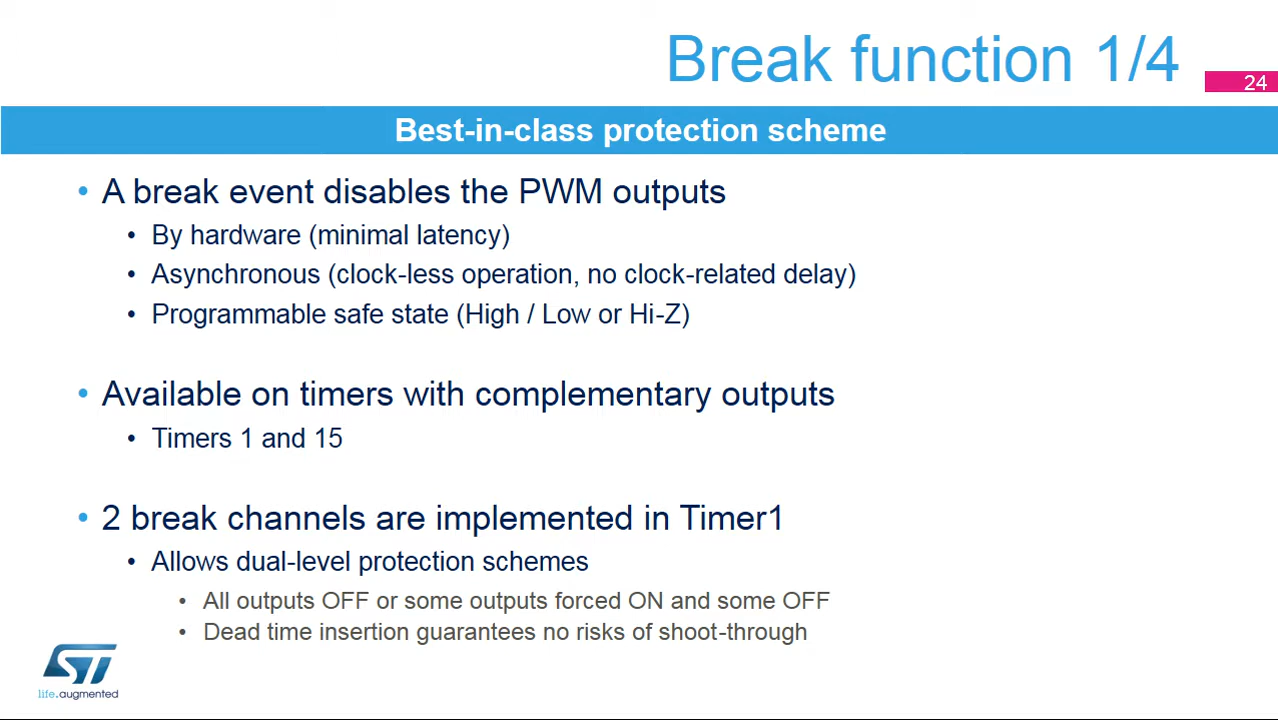 Break function 1/4
24
Best-in-class protection scheme
• A break event disables the PWM outputs
• By hardware (minimal latency)
• Asynchronous (clock-less operation, no clock-related delay)
• Programmable safe state (High / Low or Hi-Z)
• Available on timers with complementary outputs
• Timers 1 and 15
• 2 break channels are implemented in Timer1
• Allows dual-level protection schemes
• All outputs OFF or some outputs forced ON and some OFF
• Dead time insertion guarantees no risks of shoot-through
ST
life.augmented